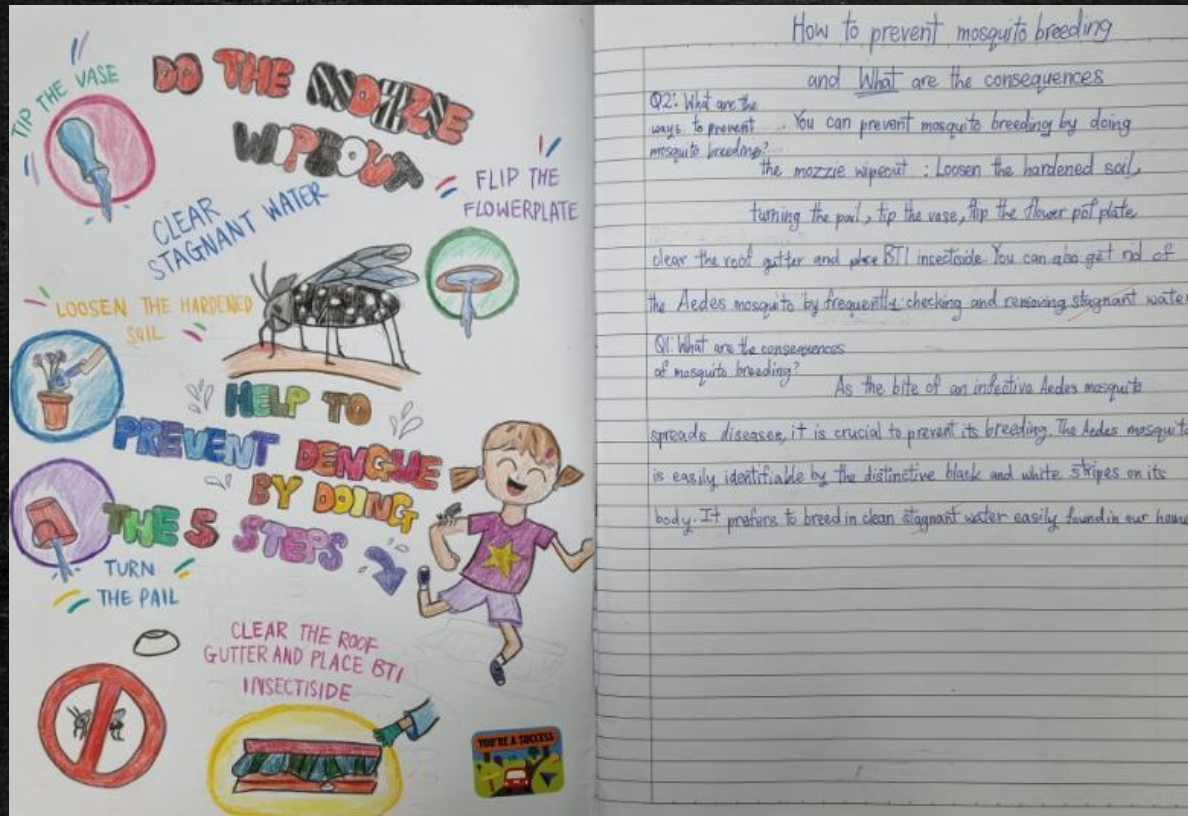 TIP THE VASE
DO THE MOZZIE
WIPEOUT
CLEAR
STAGNANT WATER
FLIP THE
FLOWERPLATE
LOOSEN THE HARDENED
SOIL
HELP TO
PREVENT DENGUE
BY DOING
THE 5 STEPS
TURN
THE PAIL
CLEAR THE ROOF
GUTTER AND PLACE BTI
INSECTISIDE
YOU'RE A SUCCESS
How to prevent mosquito breeding
and What are the consequences
Q2: What are the
ways to prevent
mosquito breeding?
You can prevent mosquito breeding by doing
the mozzie wipeout : Loosen the hardened soil,
turning the pail, tip the vase, flip the flower pot plate
clear the roof gutter and place BTI insecticide. You can also get rid of
the Aedes mosquito by frequently checking and removing stagnant water
Q1: What are the consequences
of mosquito breeding?
As the bite of an infective Aedes mosquito
spreads diseases, it is crucial to prevent its breeding. The Aedes mosquito
is easily identifiable by the distinctive black and white stripes on its
body. It prefers to breed in clean stagnant water easily found in our home